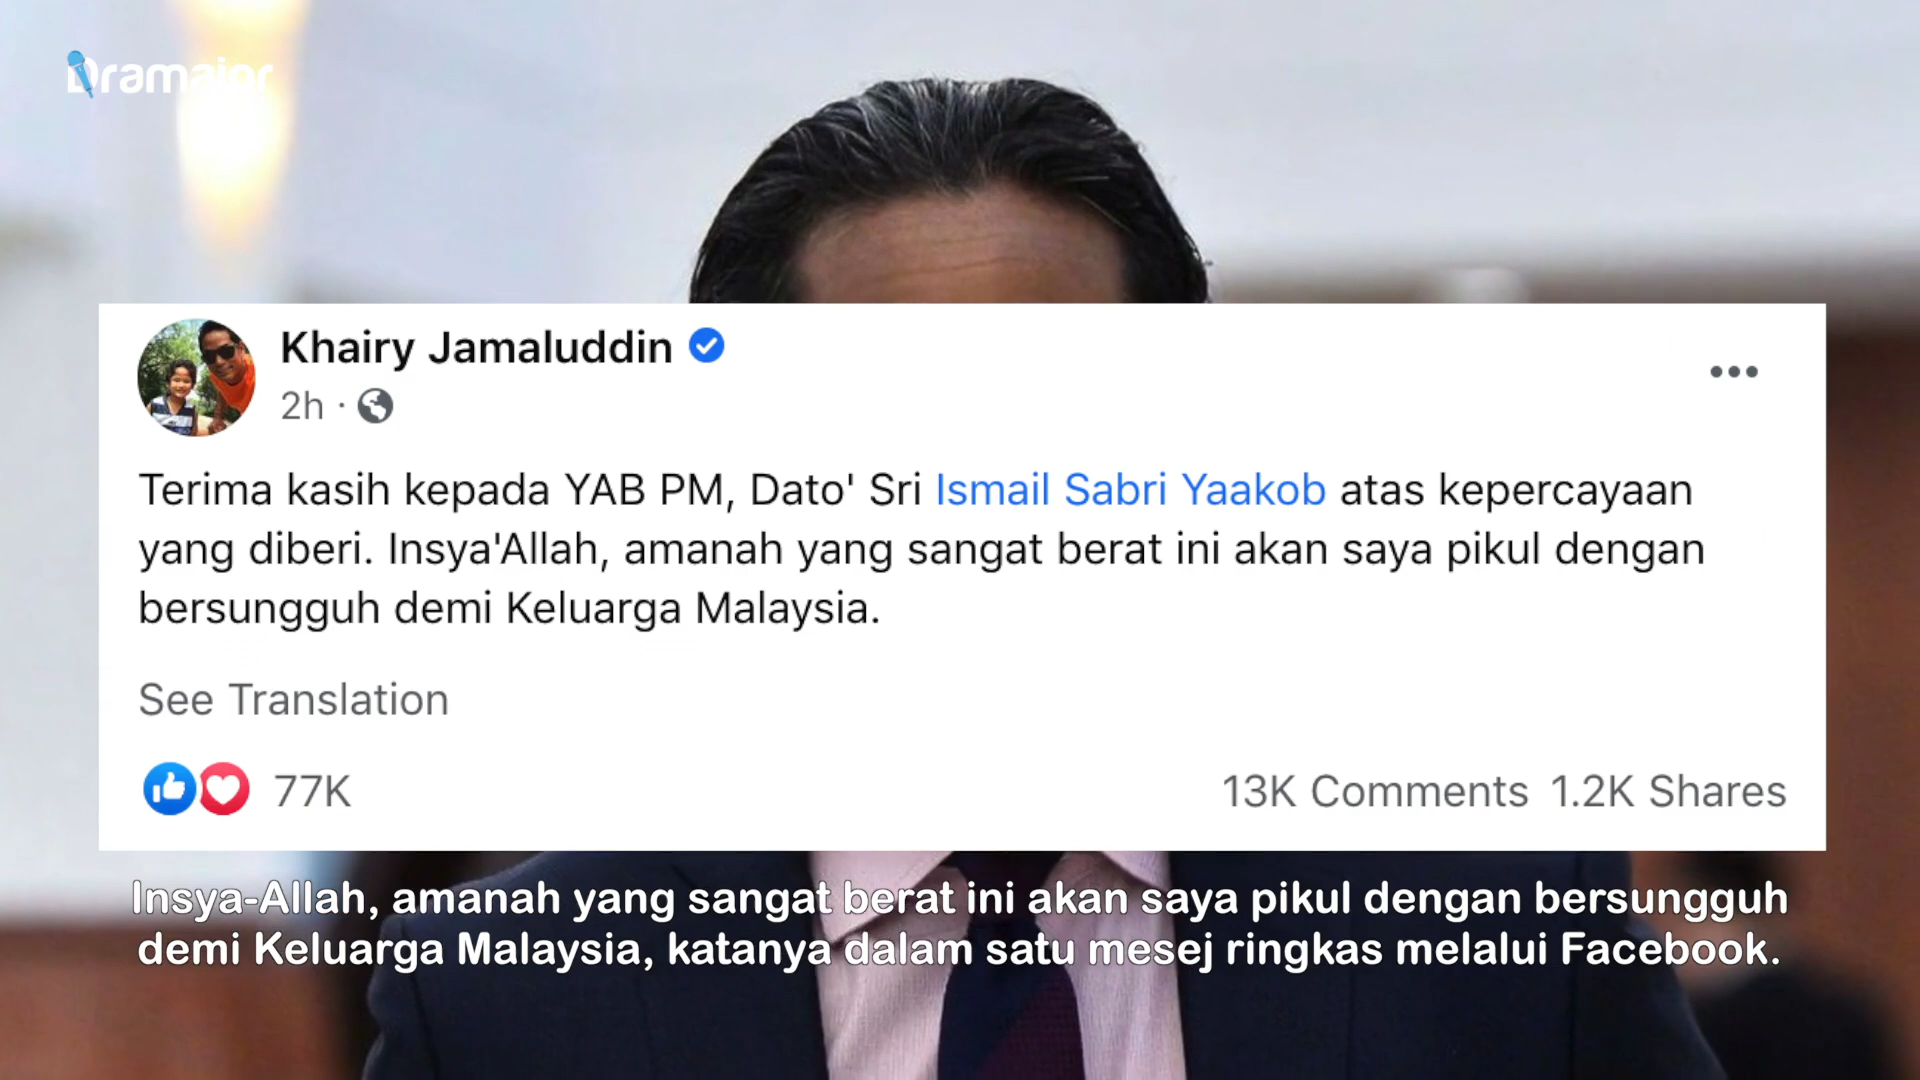 Dramajor
Khairy Jamaluddin
2h ·
Terima kasih kepada YAB PM, Dato' Sri Ismail Sabri Yaakob atas kepercayaan
yang diberi. Insya'Allah, amanah yang sangat berat ini akan saya pikul dengan
bersungguh demi Keluarga Malaysia.
See Translation
77K
13K Comments 1.2K Shares
Insya-Allah, amanah yang sangat berat ini akan saya pikul dengan bersungguh
demi Keluarga Malaysia, katanya dalam satu mesej ringkas melalui Facebook.